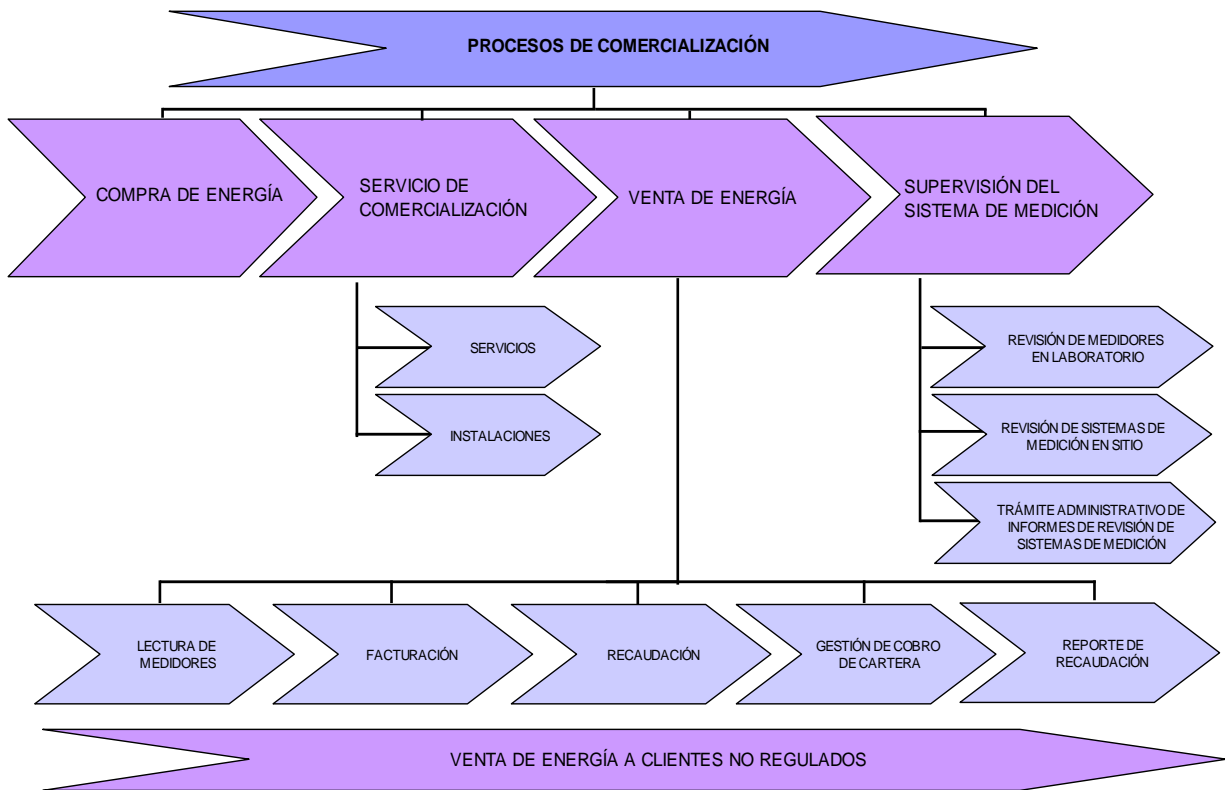 PROCESOS DE COMERCIALIZACIÓN
COMPRA DE ENERGÍA
SERVICIO DE
COMERCIALIZACIÓN
VENTA DE ENERGÍA
SUPERVISIÓN DEL
SISTEMA DE MEDICIÓN
SERVICIOS
INSTALACIONES
REVISIÓN DE MEDIDORES
EN LABORATORIO
REVISIÓN DE SISTEMAS DE
MEDICIÓN EN SITIO
TRÁMITE ADMINISTRATIVO DE
INFORMES DE REVISIÓN DE
SISTEMAS DE MEDICIÓN
LECTURA DE
MEDIDORES
FACTURACIÓN
RECAUDACIÓN
GESTIÓN DE COBRO
DE CARTERA
REPORTE DE
RECAUDACIÓN
VENTA DE ENERGÍA A CLIENTES NO REGULADOS